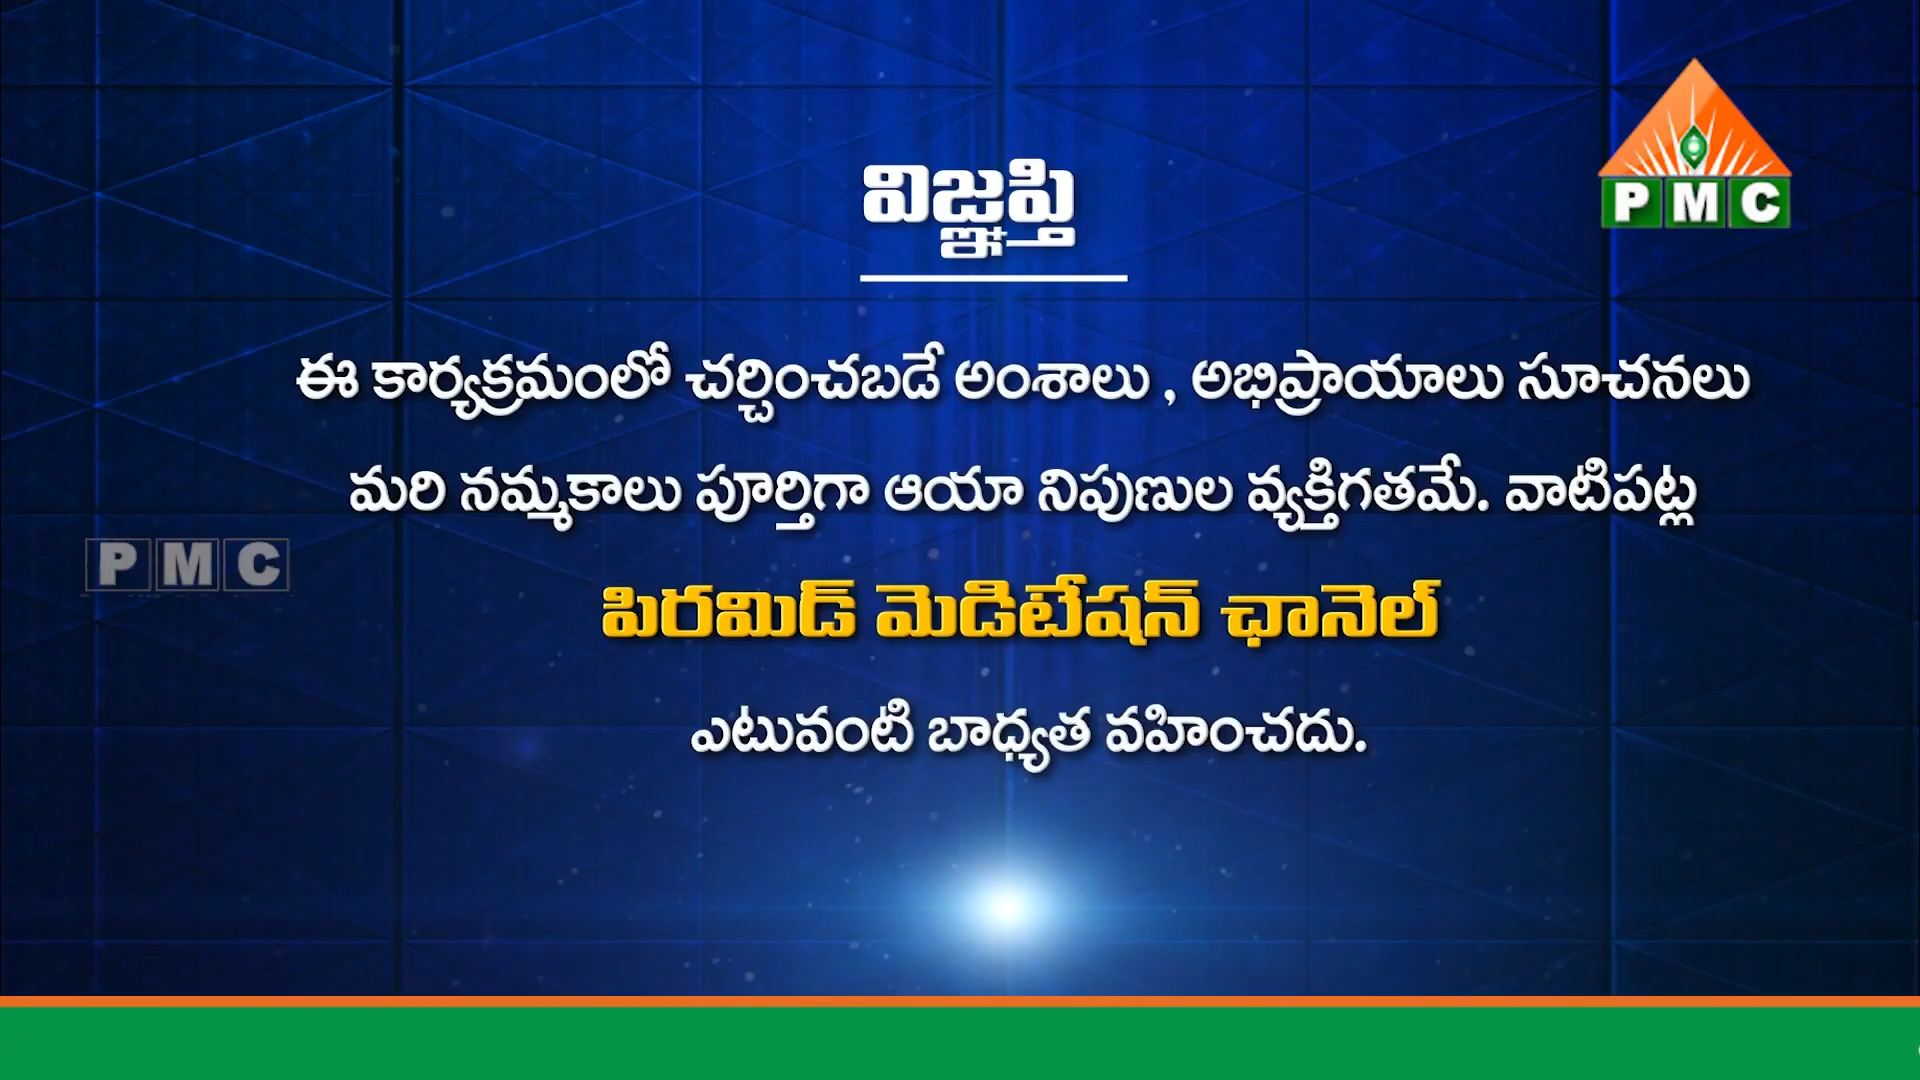 PMC
విజ్ఞప్తి
ఈ కార్యక్రమంలో చర్చించబడే అంశాలు , అభిప్రాయాలు సూచనలు
మరి నమ్మకాలు పూర్తిగా ఆయా నిపుణుల వ్యక్తిగతమే. వాటిపట్ల
PMC
పిరమిడ్ మెడిటేషన్ ఛానెల్
ఎటువంటి బాధ్యత వహించదు.